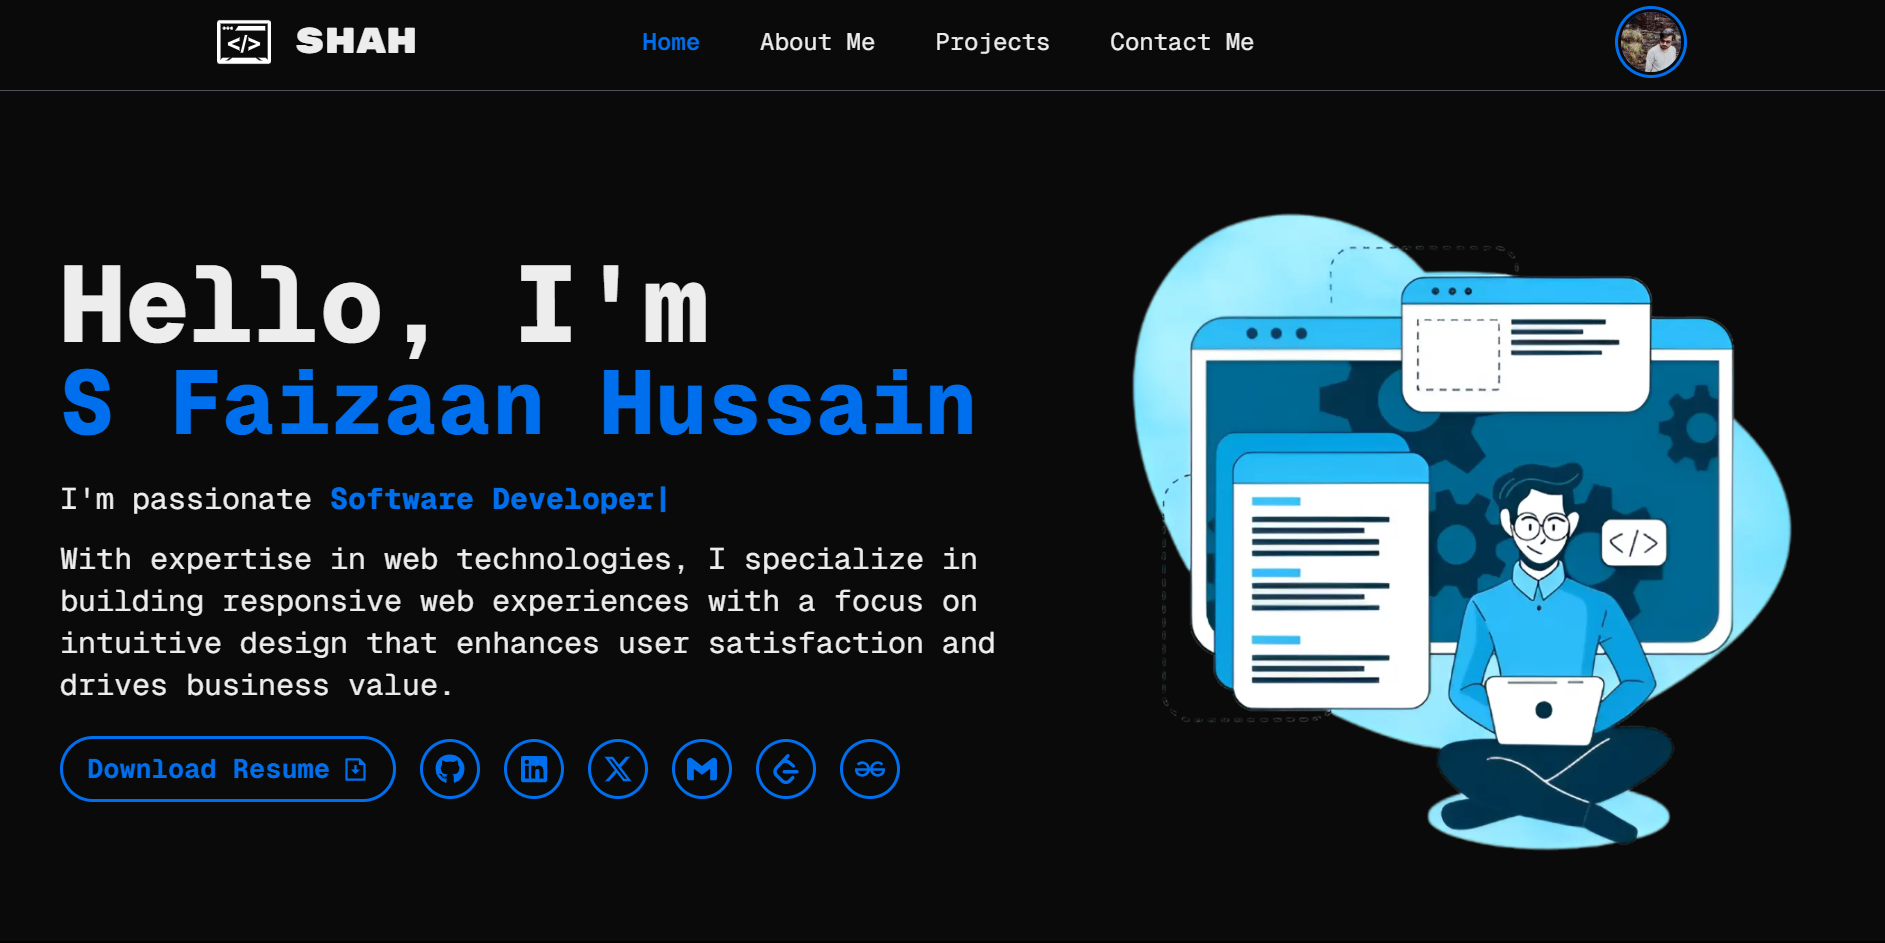 </> SHAH
Home
About Me
Projects
Contact Me
Hello, I'm
S Faizaan Hussain
I'm passionate Software Developer|
With expertise in web technologies, I specialize in
building responsive web experiences with a focus on
intuitive design that enhances user satisfaction and
drives business value.
Download Resume
in
</>